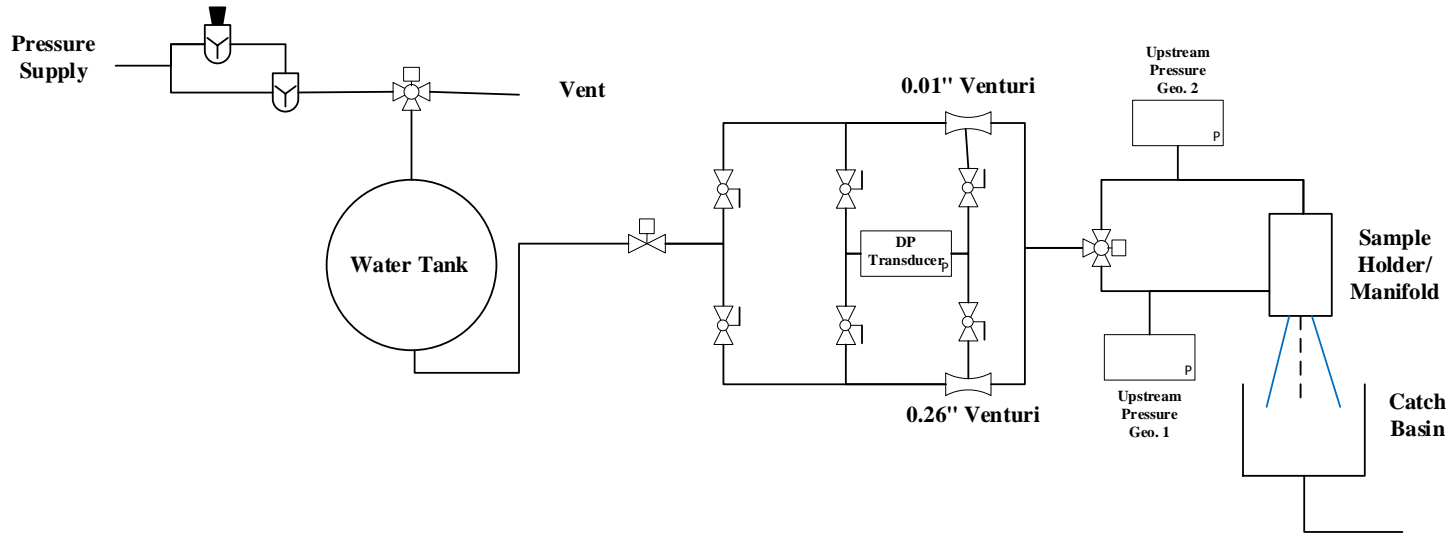 Pressure
Supply
Vent
Water Tank
0.01" Venturi
DP
Transducer
P
0.26" Venturi
Upstream
Pressure
Geo. 2
P
P
Upstream
Pressure
Geo. 1
Sample
Holder/
Manifold
Catch
Basin